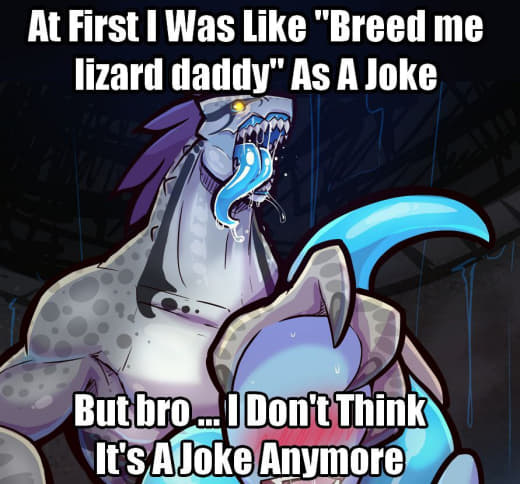 At First I Was Like "Breed me
lizard daddy" As A Joke
But bro ... I Don't Think
It's A Joke Anymore